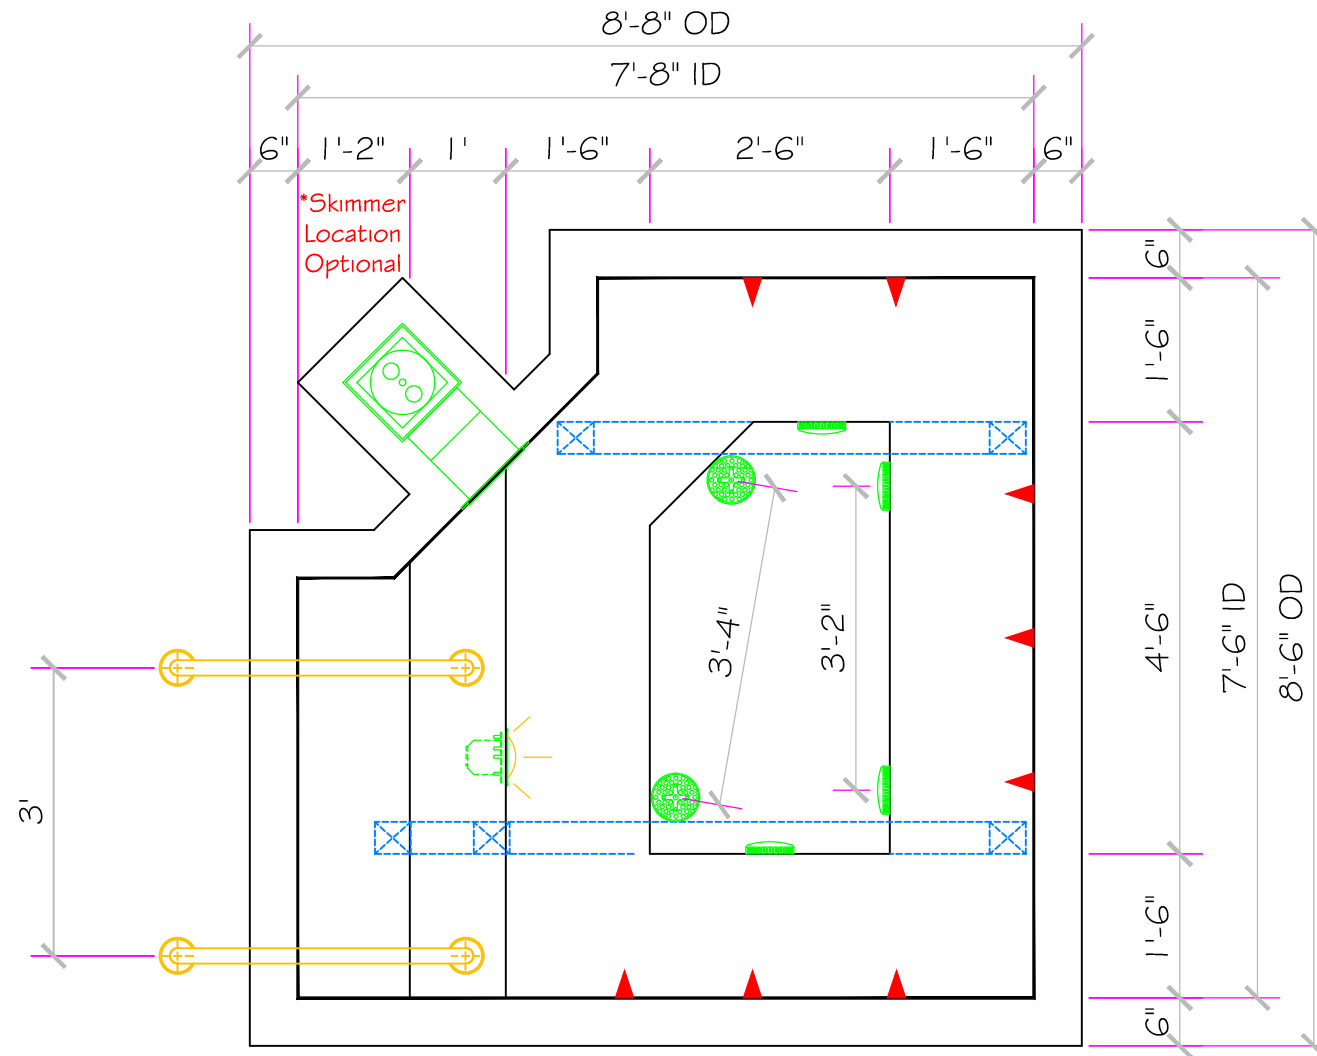 8'-8" OD
7'-8" ID
6" 1'-2" 1' 1'-6" 2'-6" 1'-6" 6"
*Skimmer
Location
Optional
6"
1'-6"
4'-6"
7'-6" ID
8'-6" OD
3'-4"
3'-2"
3'
1'-6"
6"